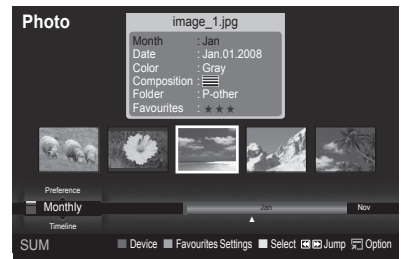 Photo
image_1.jpg
Month : Jan
Date : Jan.01.2008
Color : Gray
Composition :
Folder : P-other
Favourites : ★★★
Preference
Monthly
Timeline
Jan
Nov
SUM
Device Favourites Settings Select Jump Option